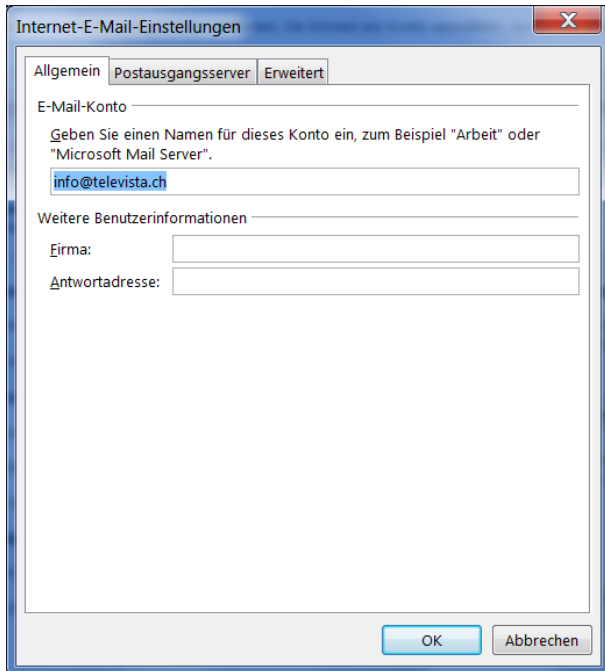 Internet-E-Mail-Einstellungen
Allgemein Postausgangsserver Erweitert
E-Mail-Konto
Geben Sie einen Namen für dieses Konto ein, zum Beispiel "Arbeit" oder
"Microsoft Mail Server".
info@televista.ch
Weitere Benutzerinformationen
Firma:
Antwortadresse:
OK Abbrechen